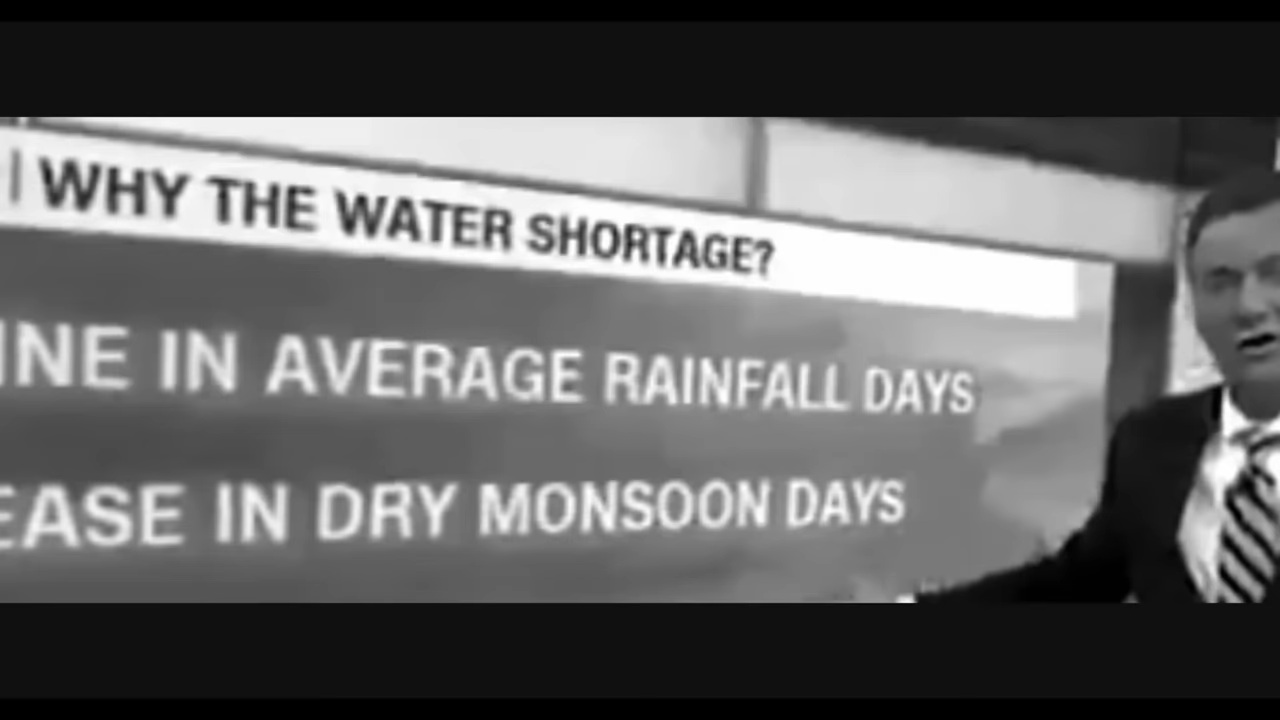 | WHY THE WATER SHORTAGE?
INE IN AVERAGE RAINFALL DAYS
EASE IN DRY MONSOON DAYS